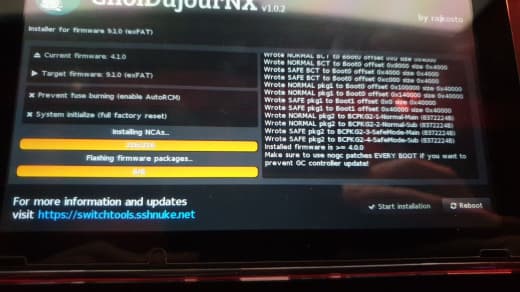 ChoiDujourNX v1.0.2
by rajkosto
Installer for firmware 9.1.0 (exFAT)
Current firmware: 4.1.0
Target firmware: 9.1.0 (exFAT)
Prevent fuse burning (enable AutoRCM)
System initialize (full factory reset)
Installing NCAs...
Flashing firmware packages...
8/8
Wrote NORMAL BCT to Boot0 offset 0x0 size 0x4000
Wrote NORMAL BCT to Boot0 offset 0x8000 size 0x4000
Wrote SAFE BCT to Boot0 offset 0x4000 size 0x4000
Wrote SAFE BCT to Boot0 offset 0xc000 size 0x4000
Wrote NORMAL pkg1 to Boot0 offset 0x100000 size 0x40000
Wrote NORMAL pkg1 to Boot0 offset 0x140000 size 0x40000
Wrote SAFE pkg1 to Boot1 offset 0x0 size 0x40000
Wrote SAFE pkg1 to Boot1 offset 0x40000 size 0x40000
Wrote NORMAL pkg2 to BCPKG2-1-Normal-Main (8372224B)
Wrote NORMAL pkg2 to BCPKG2-2-Normal-Sub (8372224B)
Wrote SAFE pkg2 to BCPKG2-3-SafeMode-Main (8372224B)
Wrote SAFE pkg2 to BCPKG2-4-SafeMode-Sub (8372224B)
Installed firmware is >= 4.0.0
Make sure to use nogc patches EVERY BOOT if you want to
prevent GC controller update!
For more information and updates
visit https://switchtools.sshnuke.net
Start installation
Reboot